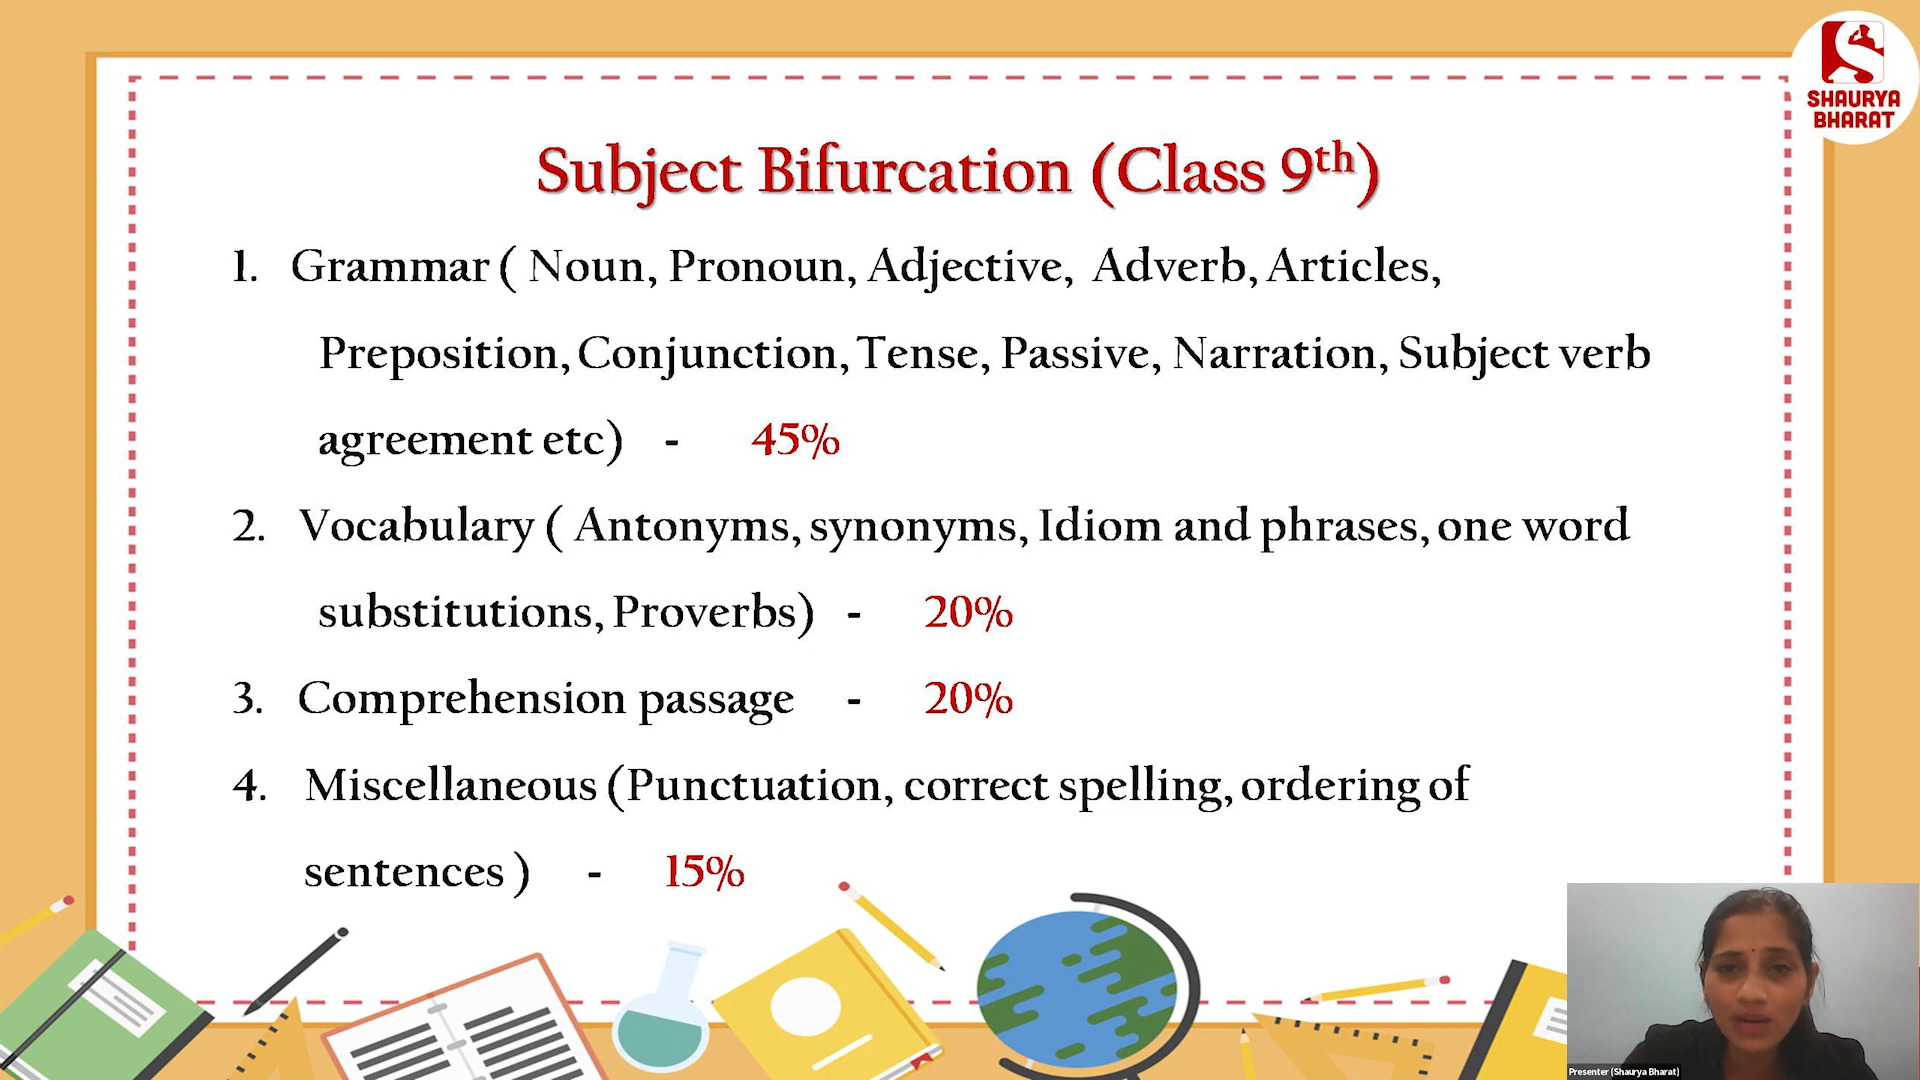 SHAURYA
BHARAT
Subject Bifurcation (Class 9th)
1. Grammar ( Noun, Pronoun, Adjective, Adverb, Articles,
Preposition, Conjunction, Tense, Passive, Narration, Subject verb
agreement etc) - 45%
2. Vocabulary ( Antonyms, synonyms, Idiom and phrases, one word
substitutions, Proverbs) - 20%
3. Comprehension passage - 20%
4. Miscellaneous (Punctuation, correct spelling, ordering of
sentences ) - 15%
Presenter (Shaurya Bharat)